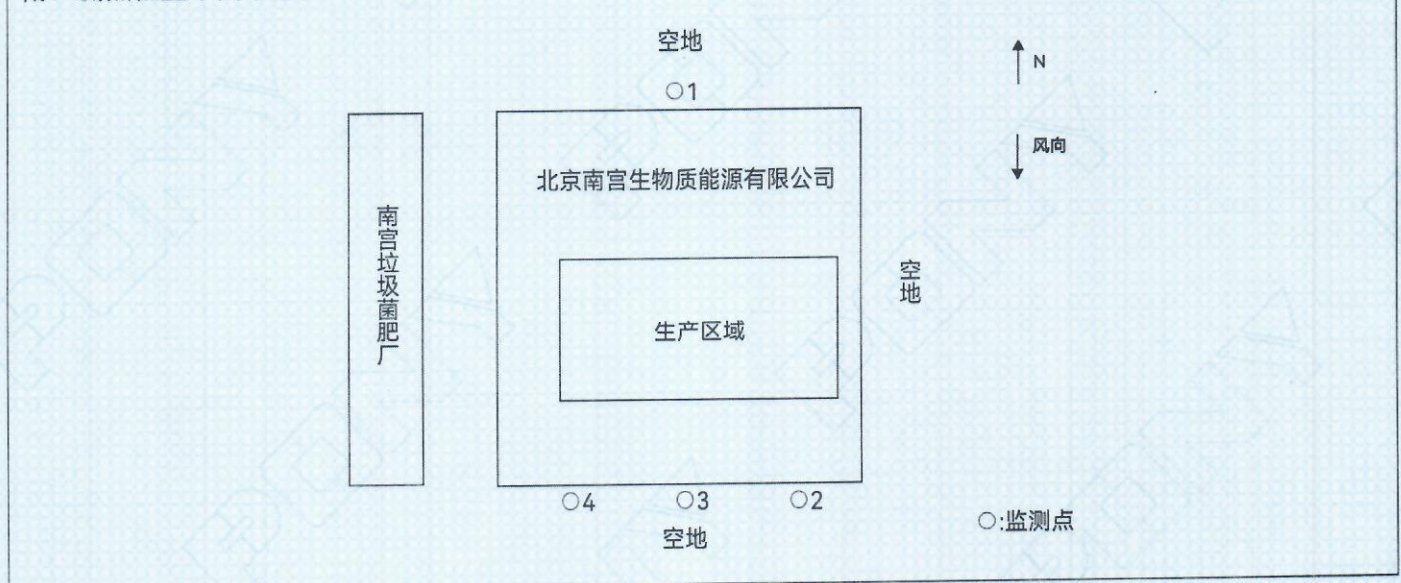 空地
○1
N
风向
北京南宫生物质能源有限公司
南宫垃圾菌肥厂
空地
生产区域
○4
○3
○2
○:监测点
空地